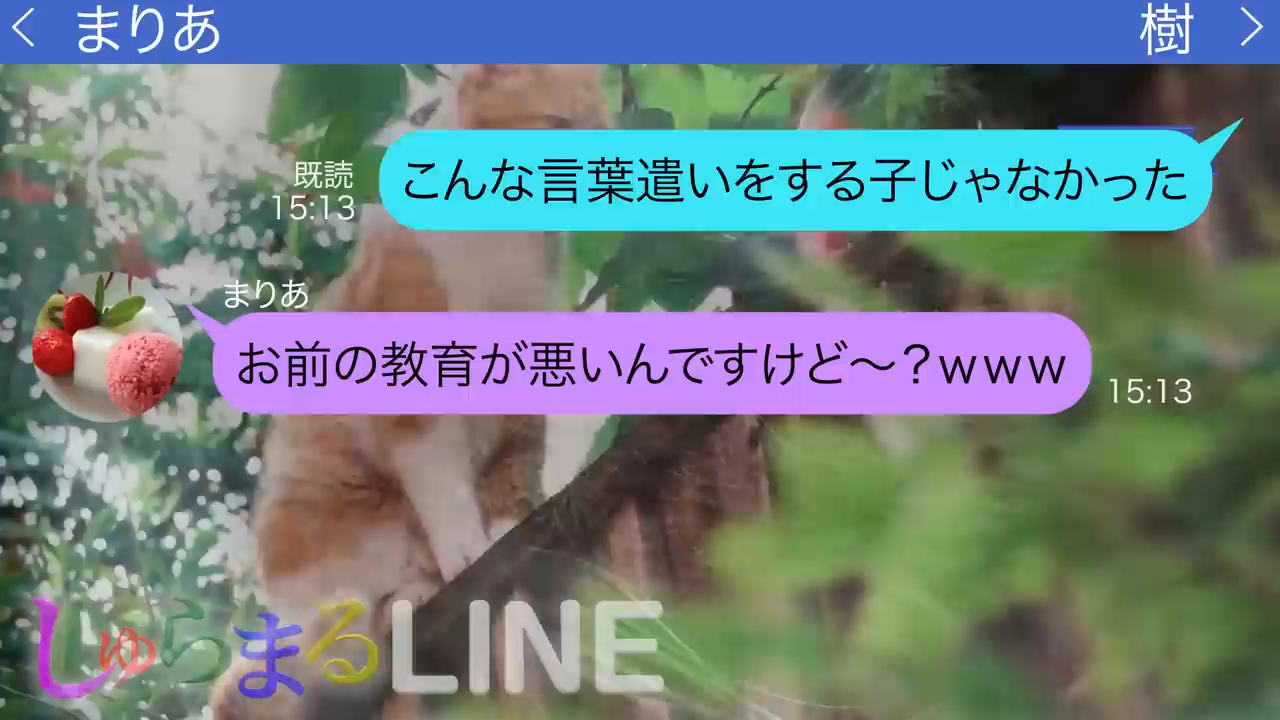 まりあ
樹
こんな言葉遣いをする子じゃなかった
既読
15:13
まりあ
お前の教育が悪いんですけど～？ｗｗｗ
15:13
しゅらまるLINE